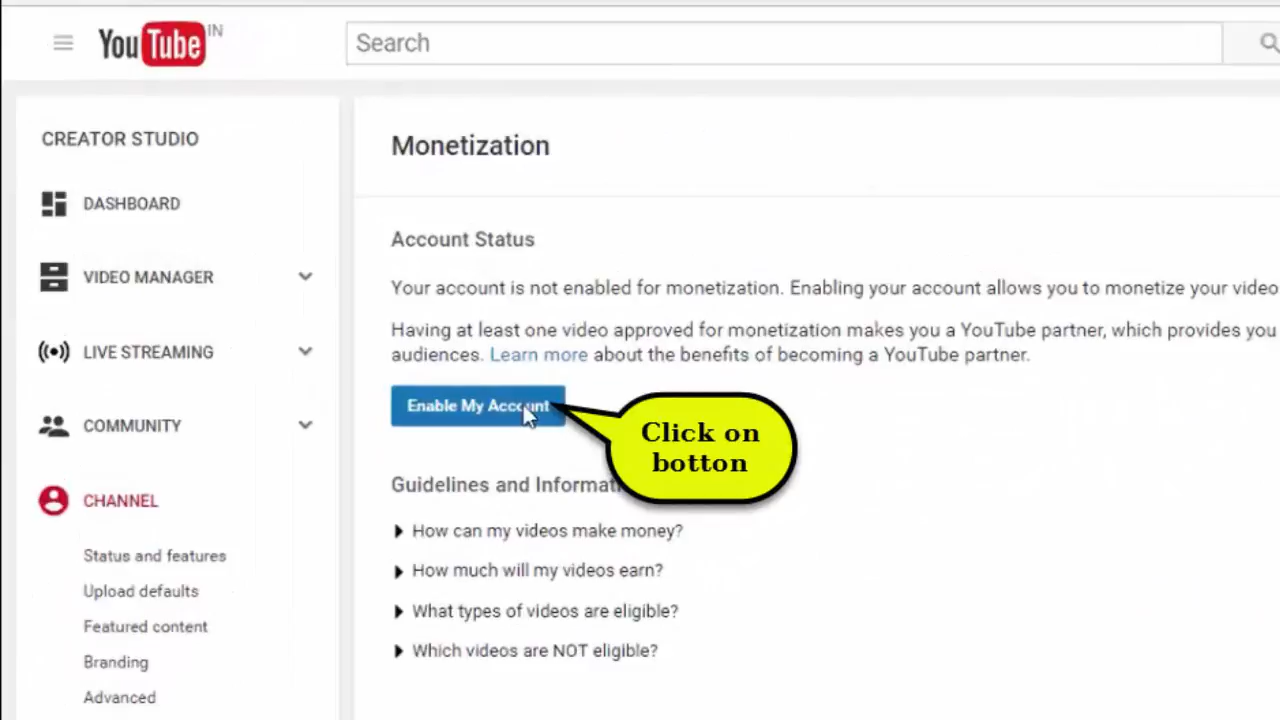 YouTube IN
Search
CREATOR STUDIO
DASHBOARD
VIDEO MANAGER
LIVE STREAMING
COMMUNITY
CHANNEL
Status and features
Upload defaults
Featured content
Branding
Advanced
Monetization
Account Status
Your account is not enabled for monetization. Enabling your account allows you to monetize your video
Having at least one video approved for monetization makes you a YouTube partner, which provides you
audiences. Learn more about the benefits of becoming a YouTube partner.
Enable My Account
Click on
botton
Guidelines and Informati
How can my videos make money?
How much will my videos earn?
What types of videos are eligible?
Which videos are NOT eligible?